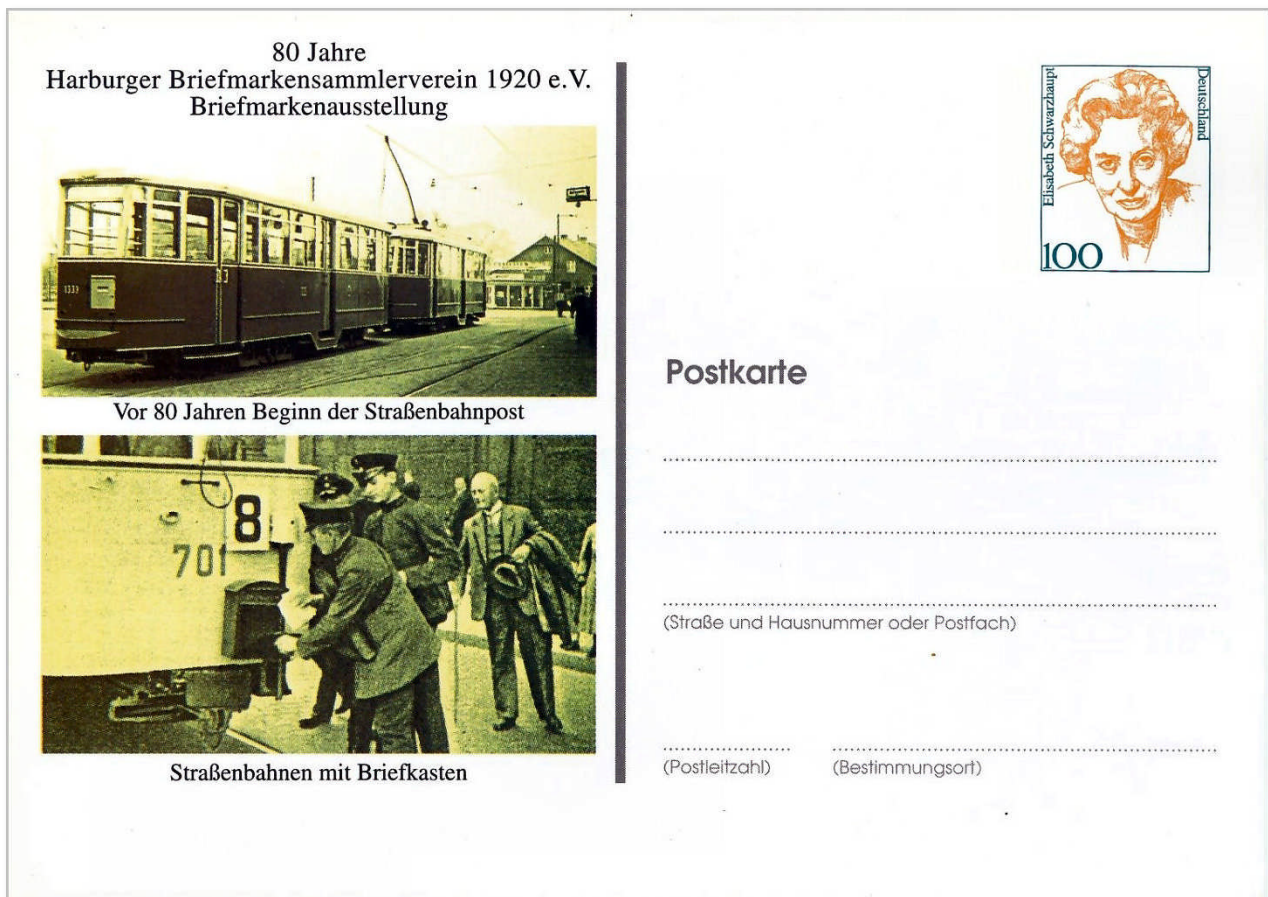 80 Jahre
Harburger Briefmarkensammlerverein 1920 e.V.
Briefmarkenausstellung
1333
Vor 80 Jahren Beginn der Straßenbahnpost
8
701
Straßenbahnen mit Briefkasten
Elisabeth Schwarzhaupt
Deutschland
100
Postkarte
(Straße und Hausnummer oder Postfach)
(Postleitzahl)
(Bestimmungsort)